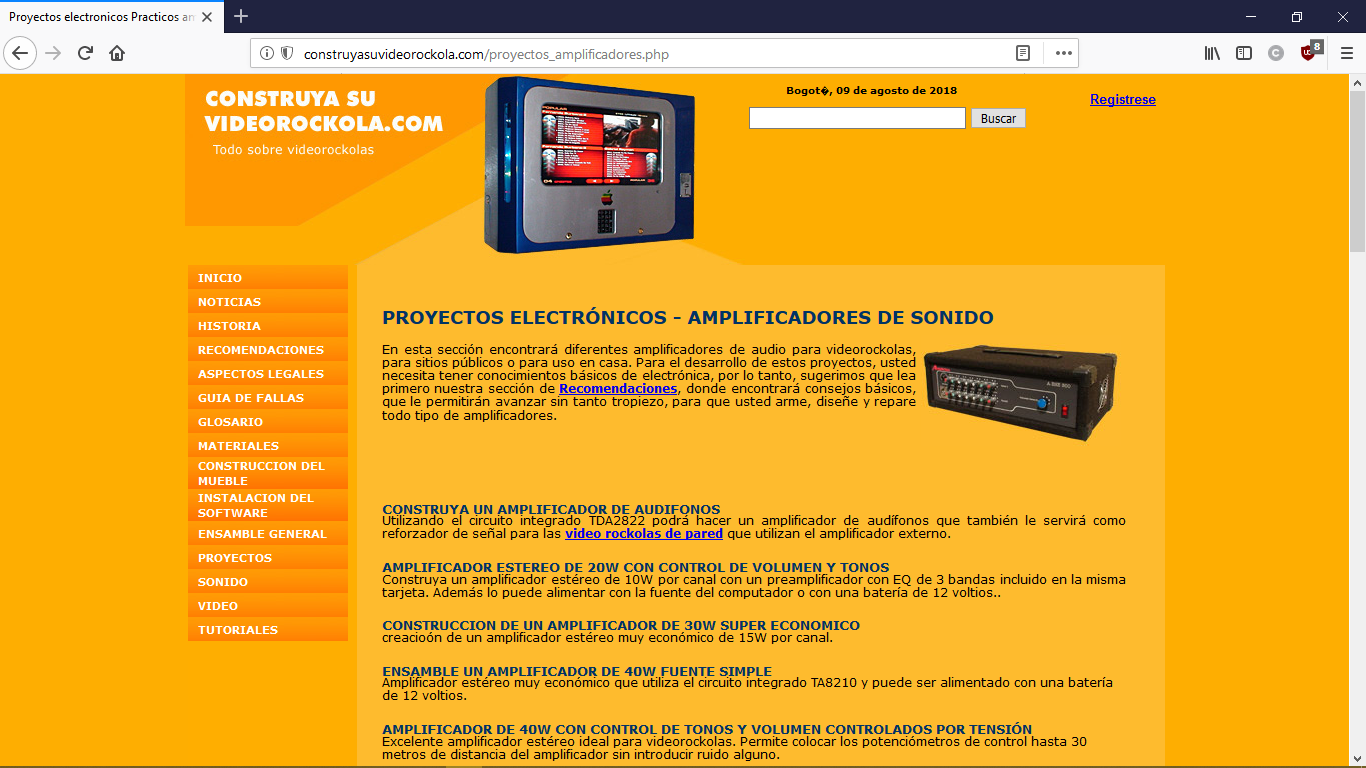 Proyectos electronicos Practicos an
construyasuvideorockola.com/proyectos_amplificadores.php
8
CONSTRUYA SU
VIDEOROCKOLA.COM
Todo sobre videorockolas
Bogot�, 09 de agosto de 2018
Buscar
Registrese
INICIO
NOTICIAS
HISTORIA
RECOMENDACIONES
ASPECTOS LEGALES
GUIA DE FALLAS
GLOSARIO
MATERIALES
CONSTRUCCION DEL
MUEBLE
INSTALACION DEL
SOFTWARE
ENSAMBLE GENERAL
PROYECTOS
SONIDO
VIDEO
TUTORIALES
PROYECTOS ELECTRÓNICOS - AMPLIFICADORES DE SONIDO
En esta sección encontrará diferentes amplificadores de audio para videorockolas,
para sitios públicos o para uso en casa. Para el desarrollo de estos proyectos, usted
necesita tener conocimientos básicos de electrónica, por lo tanto, sugerimos que lea
primero nuestra sección de Recomendaciones, donde encontrará consejos básicos,
que le permitirán avanzar sin tanto tropiezo, para que usted arme, diseñe y repare
todo tipo de amplificadores.
CONSTRUYA UN AMPLIFICADOR DE AUDIFONOS
Utilizando el circuito integrado TDA2822 podrá hacer un amplificador de audífonos que también le servirá como
reforzador de señal para las video rockolas de pared que utilizan el amplificador externo.
AMPLIFICADOR ESTEREO DE 20W CON CONTROL DE VOLUMEN Y TONOS
Construya un amplificador estéreo de 10W por canal con un preamplificador con EQ de 3 bandas incluido en la misma
tarjeta. Además lo puede alimentar con la fuente del computador o con una batería de 12 voltios..
CONSTRUCCION DE UN AMPLIFICADOR DE 30W SUPER ECONOMICO
creacioón de un amplificador estéreo muy económico de 15W por canal.
ENSAMBLE UN AMPLIFICADOR DE 40W FUENTE SIMPLE
Amplificador estéreo muy económico que utiliza el circuito integrado TA8210 y puede ser alimentado con una batería
de 12 voltios.
AMPLIFICADOR DE 40W CON CONTROL DE TONOS Y VOLUMEN CONTROLADOS POR TENSIÓN
Excelente amplificador estéreo ideal para videorockolas. Permite colocar los potenciómetros de control hasta 30
metros de distancia del amplificador sin introducir ruido alguno.